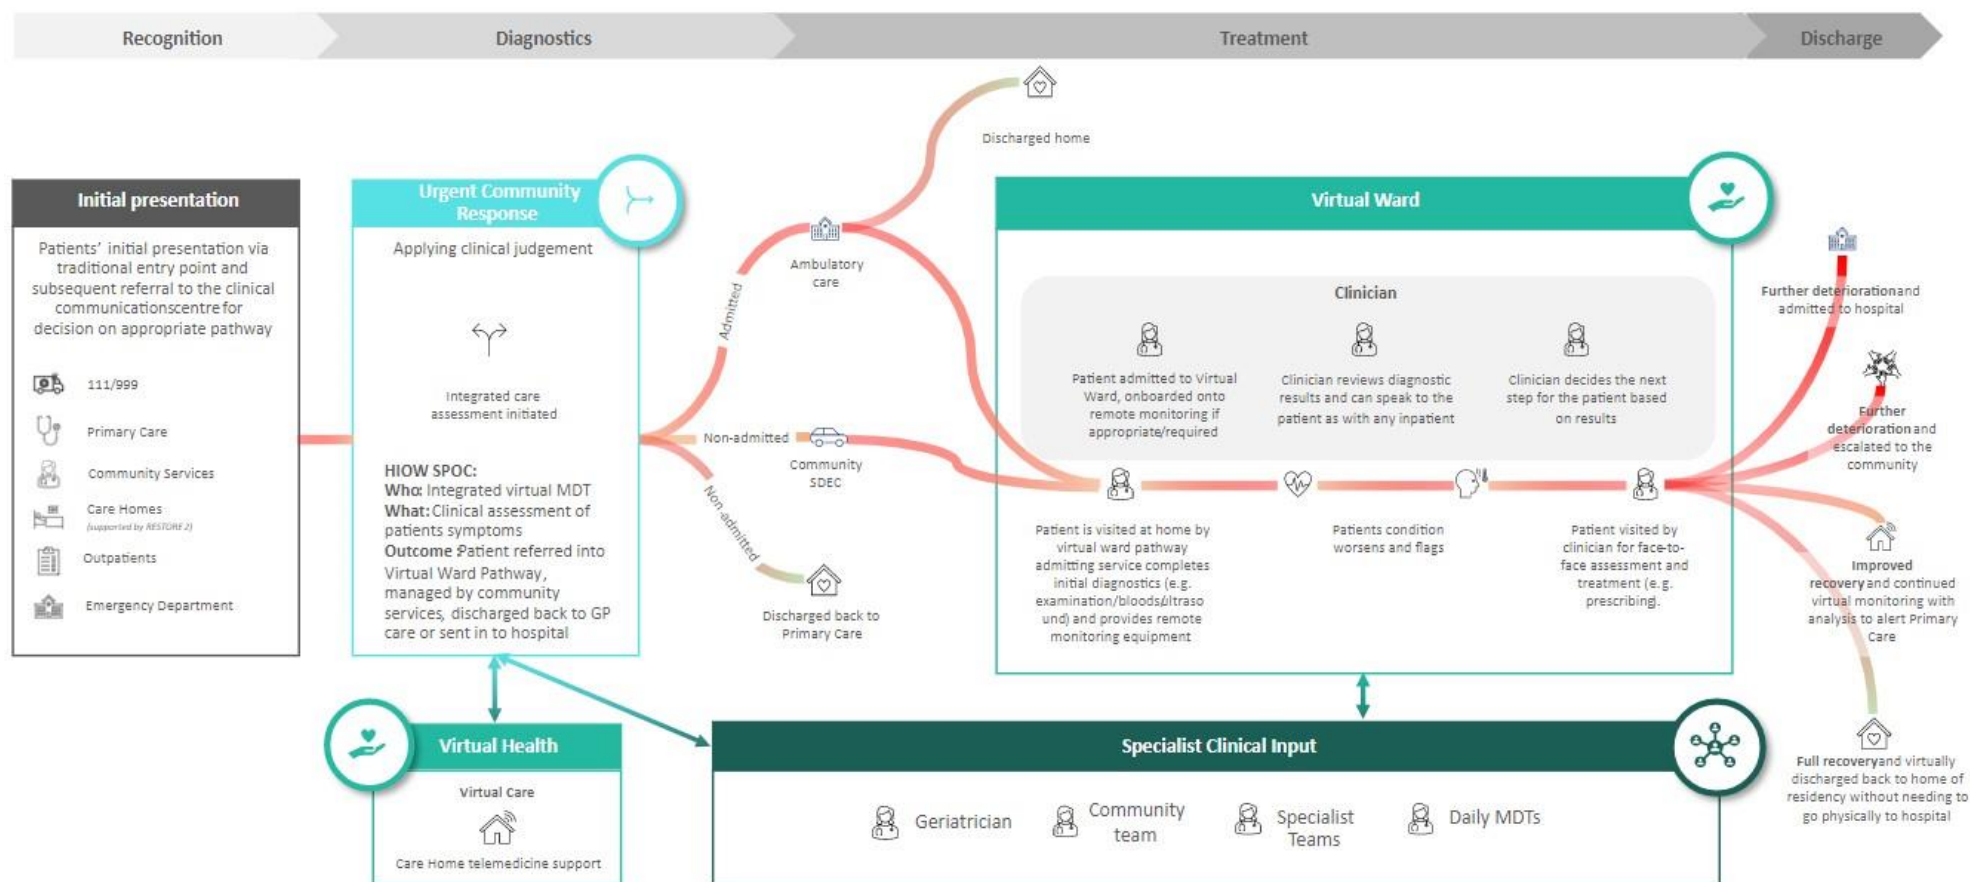 Recognition
Diagnostics
Treatment
Discharge
Initial presentation
Patients' initial presentation via
traditional entry point and
subsequent referral to the clinical
communicationscentre for
decision on appropriate pathway
111/999
Primary Care
Community Services
Care Homes
(supported by RESTORE 2)
Outpatients
Emergency Department
Urgent Community
Response
Applying clinical judgement
Integrated care
assessment initiated
HIOW SPOC:
Who: Integrated virtual MDT
What: Clinical assessment of
patients symptoms
Outcome: Patient referred into
Virtual Ward Pathway,
managed by community
services, discharged back to GP
care or sent in to hospital
Admitted
Non-admitted
Non-admitted
Ambulatory
care
Community
SDEC
Discharged back to
Primary Care
Discharged home
Virtual Ward
Clinician
Patient admitted to Virtual
Ward, onboarded onto
remote monitoring if
appropriate/required
Clinician reviews diagnostic
results and can speak to the
patient as with any inpatient
Clinician decides the next
step for the patient based
on results
Patient is visited at home by
virtual ward pathway
admitting service completes
initial diagnostics (e.g.
examination/bloods/ultraso
und) and provides remote
monitoring equipment
Patients condition
worsens and flags
Patient visited by
clinician for face-to-
face assessment and
treatment (e.g.
prescribing).
Further deterioration and
admitted to hospital
Further
deterioration and
escalated to the
community
Improved
recovery and continued
virtual monitoring with
analysis to alert Primary
Care
Full recovery and virtually
discharged back to home of
residency without needing to
go physically to hospital
Virtual Health
Virtual Care
Care Home telemedicine support
Specialist Clinical Input
Geriatrician
Community
team
Specialist
Teams
Daily MDTs